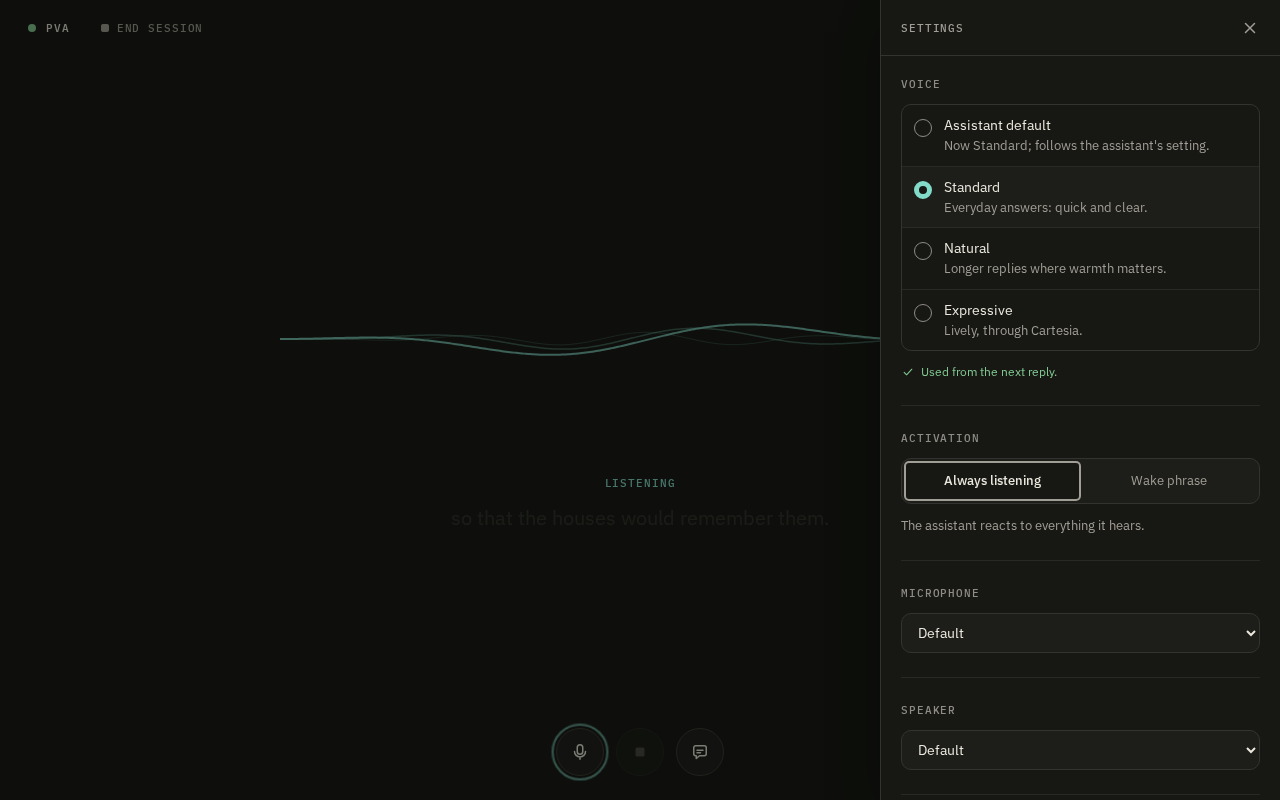 PVA
END SESSION
LISTENING
so that the houses would remember them.
SETTINGS
VOICE
Assistant default
Now Standard; follows the assistant's setting.
Standard
Everyday answers: quick and clear.
Natural
Longer replies where warmth matters.
Expressive
Lively, through Cartesia.
Used from the next reply.
ACTIVATION
Always listening
Wake phrase
The assistant reacts to everything it hears.
MICROPHONE
Default
SPEAKER
Default